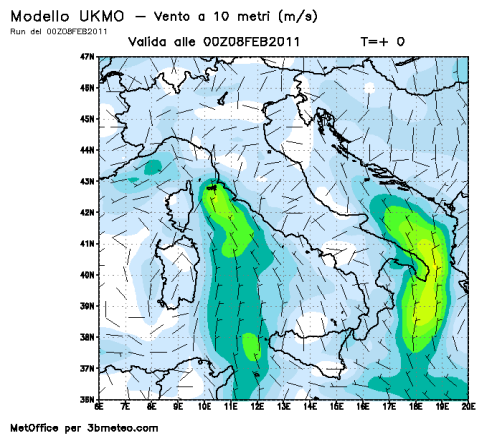 Modello UKMO – Vento a 10 metri (m/s)
Run del 00Z08FEB2011
Valida alle 00Z08FEB2011 T=+ 0
47N
46N
45N
44N
43N
42N
41N
40N
39N
38N
37N
36N
6E 7E 8E 9E 10E 11E 12E 13E 14E 15E 16E 17E 18E 19E 20E
MetOffice per 3bmeteo.com